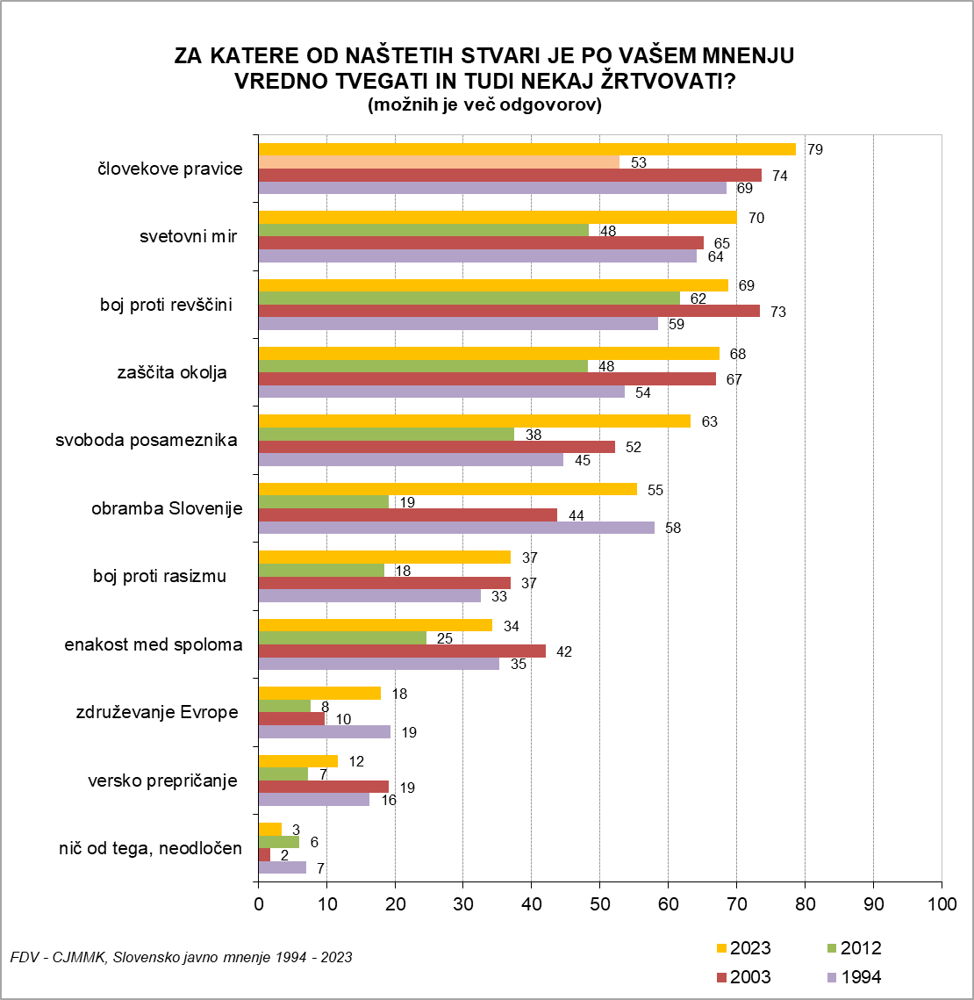 ZA KATERE OD NAŠTETIH STVARI JE PO VAŠEM MNENJU
VREDNO TVEGATI IN TUDI NEKAJ ŽRTVOVATI?
(možnih je več odgovorov)
človekove pravice
79
53
74
69
svetovni mir
70
48
65
64
boj proti revščini
69
62
73
59
zaščita okolja
68
48
67
54
svoboda posameznika
63
38
52
45
obramba Slovenije
55
19
44
58
boj proti rasizmu
37
18
37
33
enakost med spoloma
34
25
42
35
združevanje Evrope
18
8
10
19
versko prepričanje
12
7
19
16
nič od tega, neodločen
3
6
2
7
0 10 20 30 40 50 60 70 80 90 100
2023 2012
2003 1994
FDV - CJMMK, Slovensko javno mnenje 1994 - 2023